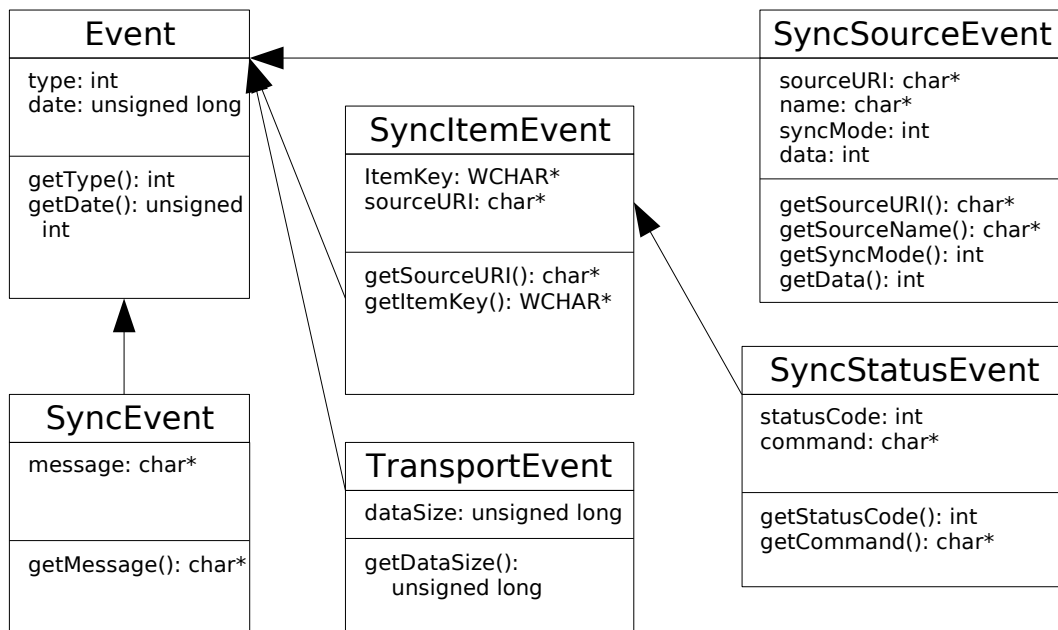 Event
type: int
date: unsigned long
getType(): int
getDate(): unsigned
int
SyncEvent
message: char*
getMessage(): char*
SyncItemEvent
ItemKey: WCHAR*
sourceURI: char*
getSourceURI(): char*
getItemKey(): WCHAR*
TransportEvent
dataSize: unsigned long
getDataSize():
unsigned long
SyncSourceEvent
sourceURI: char*
name: char*
syncMode: int
data: int
getSourceURI(): char*
getSourceName(): char*
getSyncMode(): int
getData(): int
SyncStatusEvent
statusCode: int
command: char*
getStatusCode(): int
getCommand(): char*